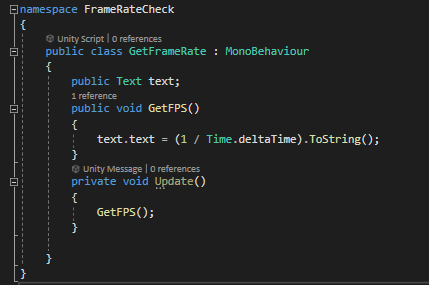 namespace FrameRateCheck
{
Unity Script | 0 references
public class GetFrameRate : MonoBehaviour
{
public Text text;
1 reference
public void GetFPS()
{
text.text = (1 / Time.deltaTime).ToString();
}
Unity Message | 0 references
private void Update()
{
GetFPS();
}
}
}